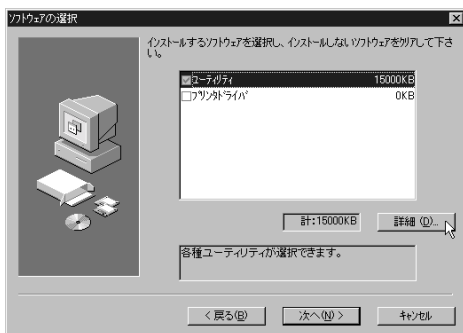 ソフトウェアの選択
インストールするソフトウェアを選択し、インストールしないソフトウェアをクリアして下さ
い。
ユーティリティ 15000KB
プリンタドライバ 0KB
計:15000KB
詳細 (D)...
各種ユーティリティが選択できます。
< 戻る(B)
次へ(N) >
キャンセル